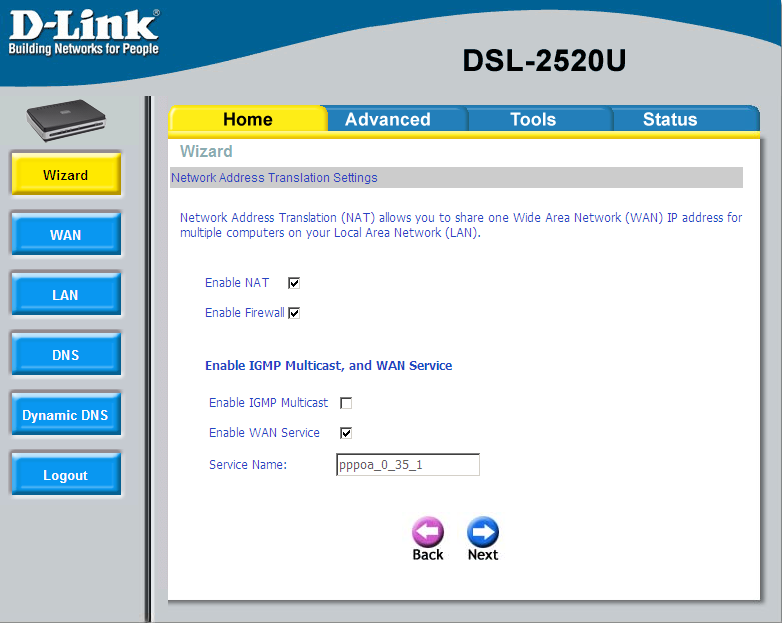 D-Link
Building Networks for People
DSL-2520U
Home Advanced Tools Status
Wizard
WAN
LAN
DNS
Dynamic DNS
Logout
Wizard
Network Address Translation Settings
Network Address Translation (NAT) allows you to share one Wide Area Network (WAN) IP address for
multiple computers on your Local Area Network (LAN).
Enable NAT
Enable Firewall
Enable IGMP Multicast, and WAN Service
Enable IGMP Multicast
Enable WAN Service
Service Name: pppoa_0_35_1
Back Next